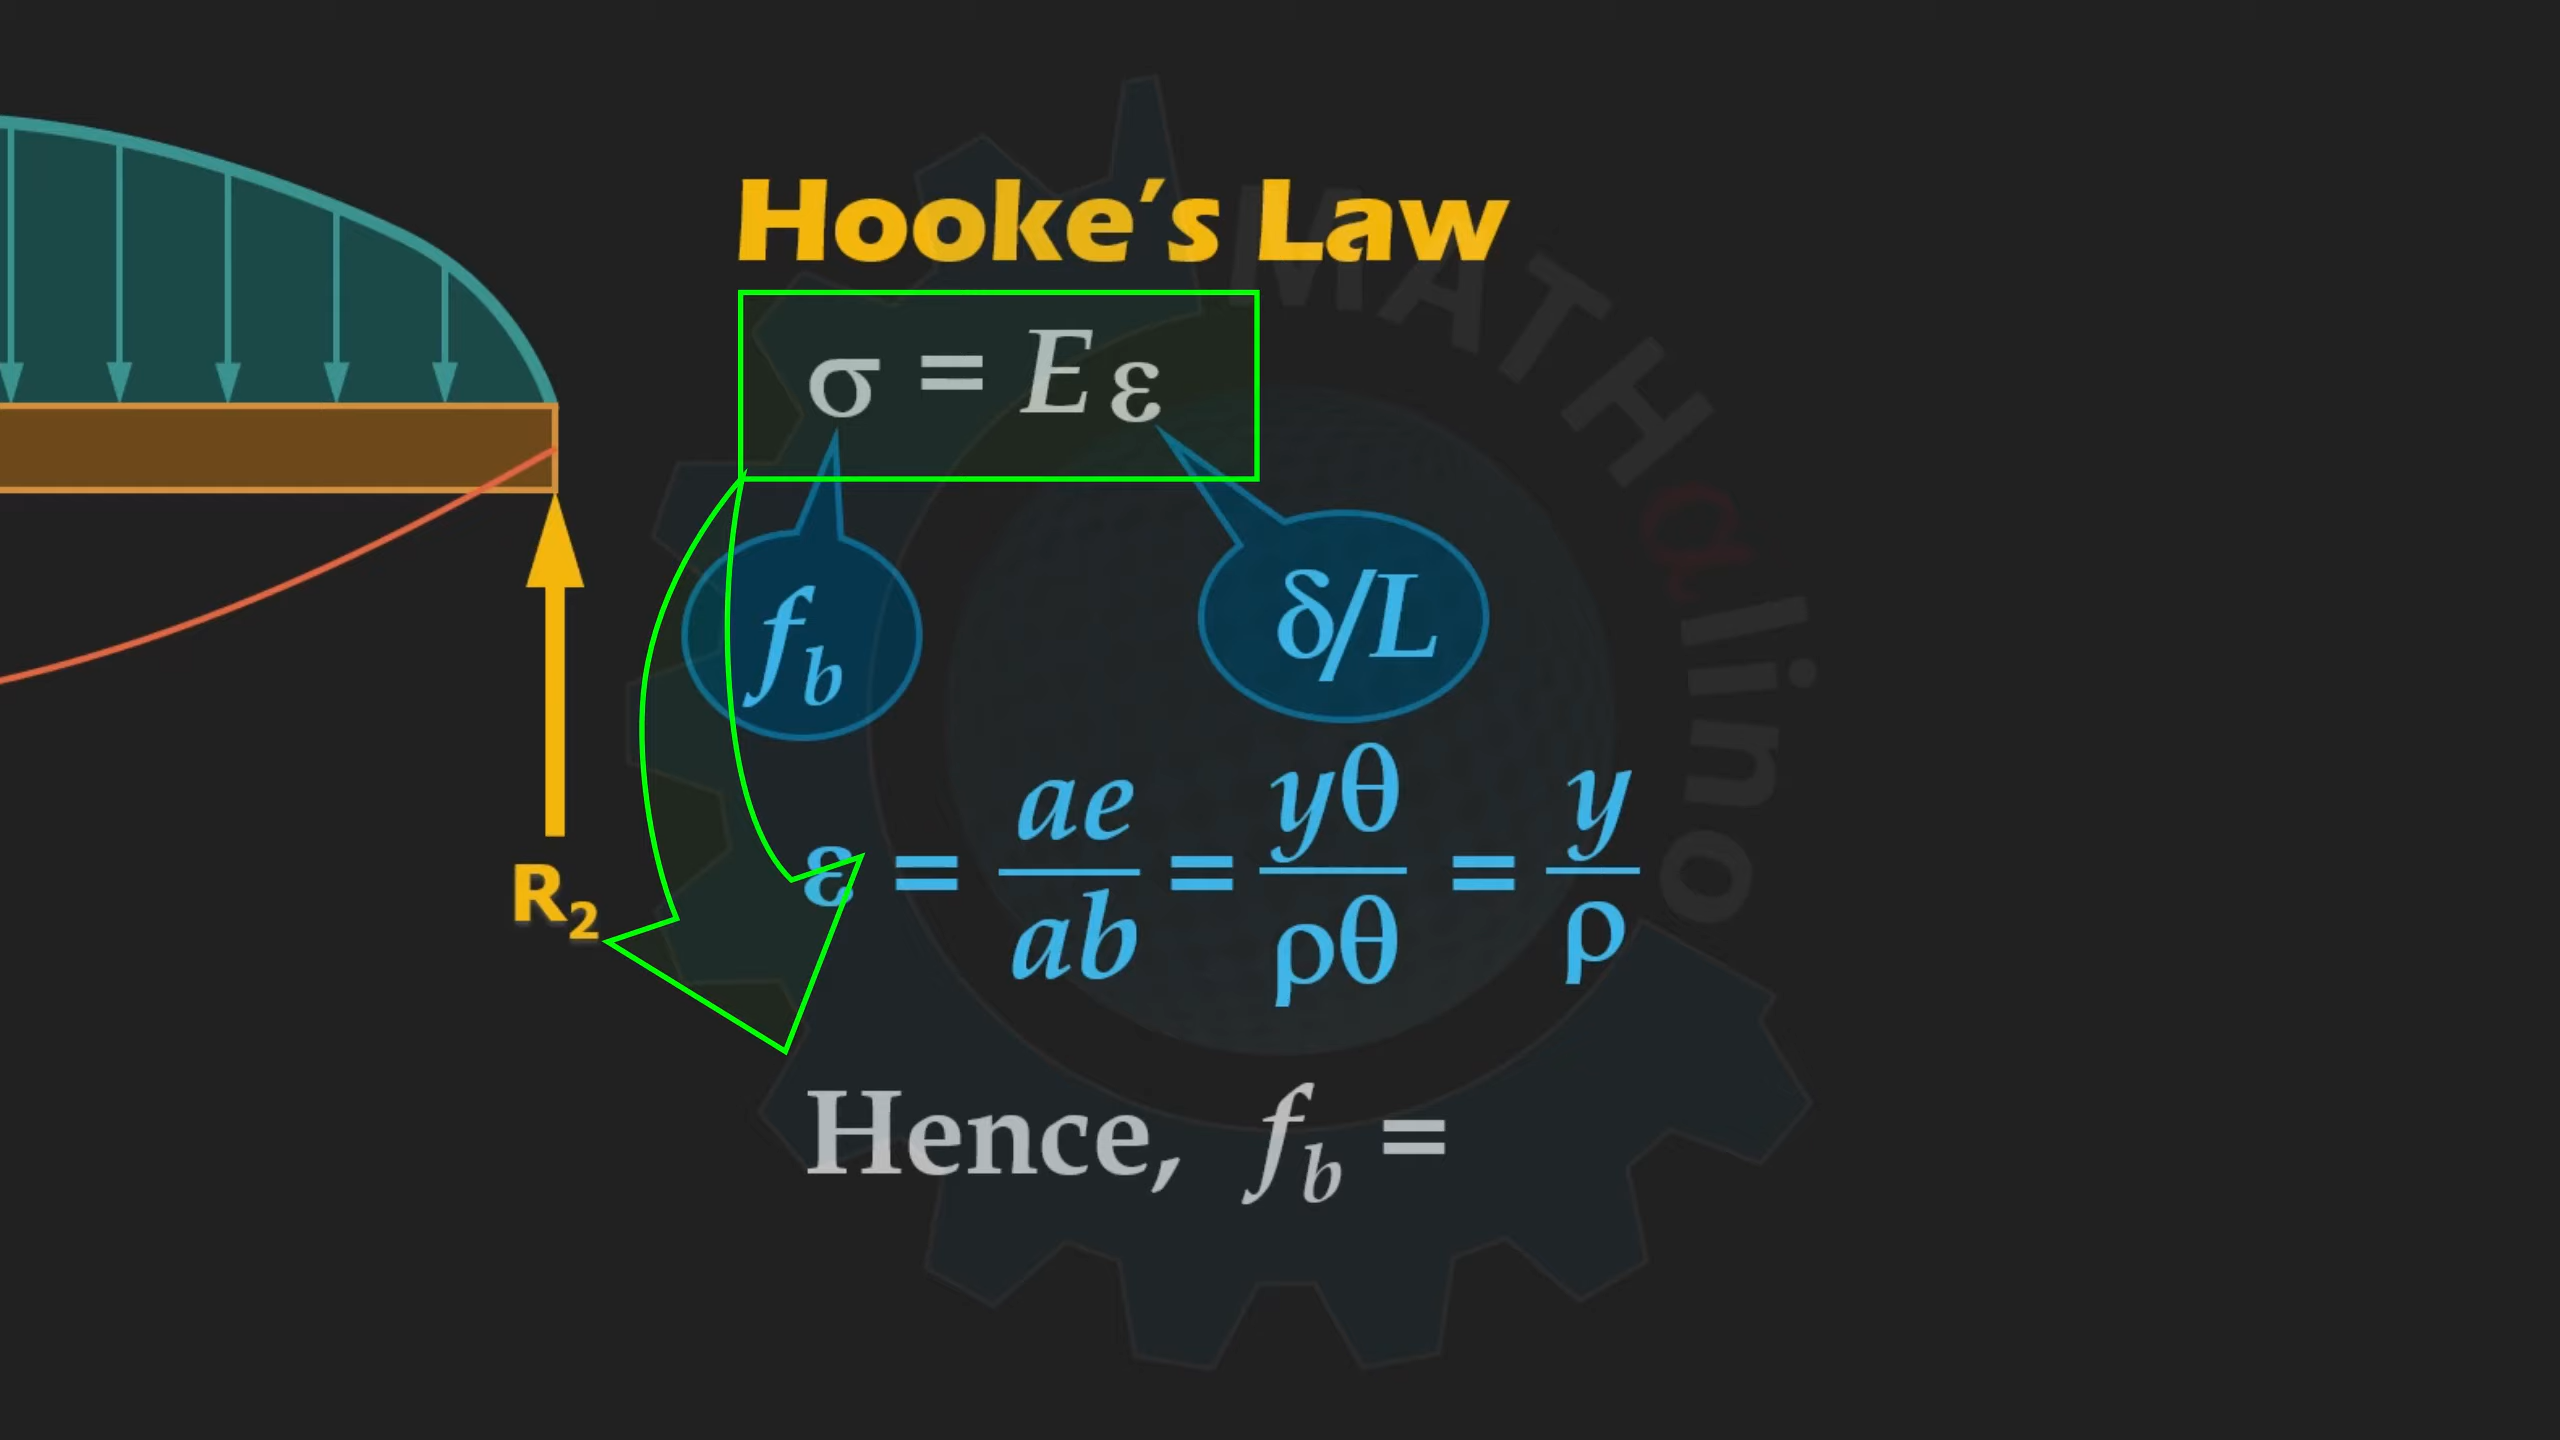 Hooke’s Law
σ = Eε
f_b
δ/L
ε = ae/ab = yθ/ρθ = y/ρ
R₂
Hence, f_b =
MATHalino